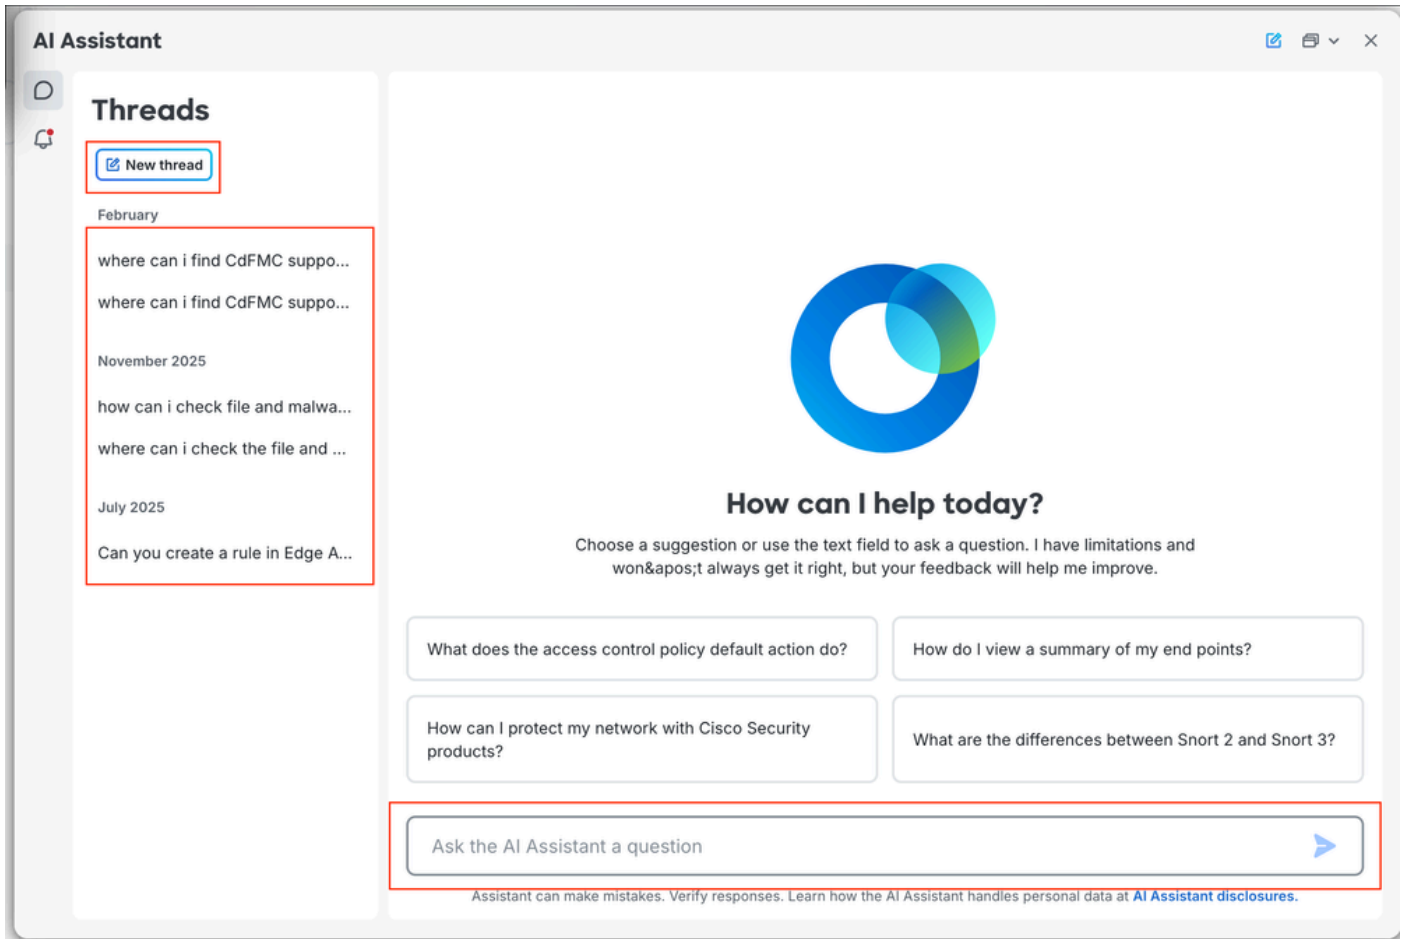 AI Assistant
Threads
New thread
February
where can i find CdFMC suppo...
where can i find CdFMC suppo...
November 2025
how can i check file and malwa...
where can i check the file and ...
July 2025
Can you create a rule in Edge A...
How can I help today?
Choose a suggestion or use the text field to ask a question. I have limitations and
won&apos;t always get it right, but your feedback will help me improve.
What does the access control policy default action do?
How do I view a summary of my end points?
How can I protect my network with Cisco Security
products?
What are the differences between Snort 2 and Snort 3?
Ask the AI Assistant a question
Assistant can make mistakes. Verify responses. Learn how the AI Assistant handles personal data at AI Assistant disclosures.